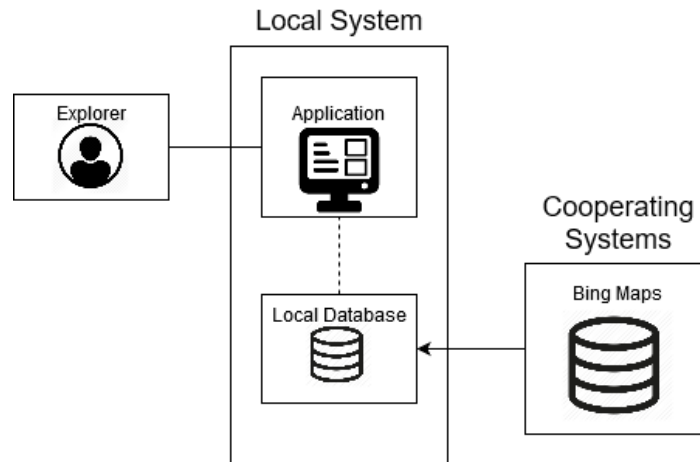 Local System
Explorer
Application
Cooperating
Systems
Bing Maps
Local Database